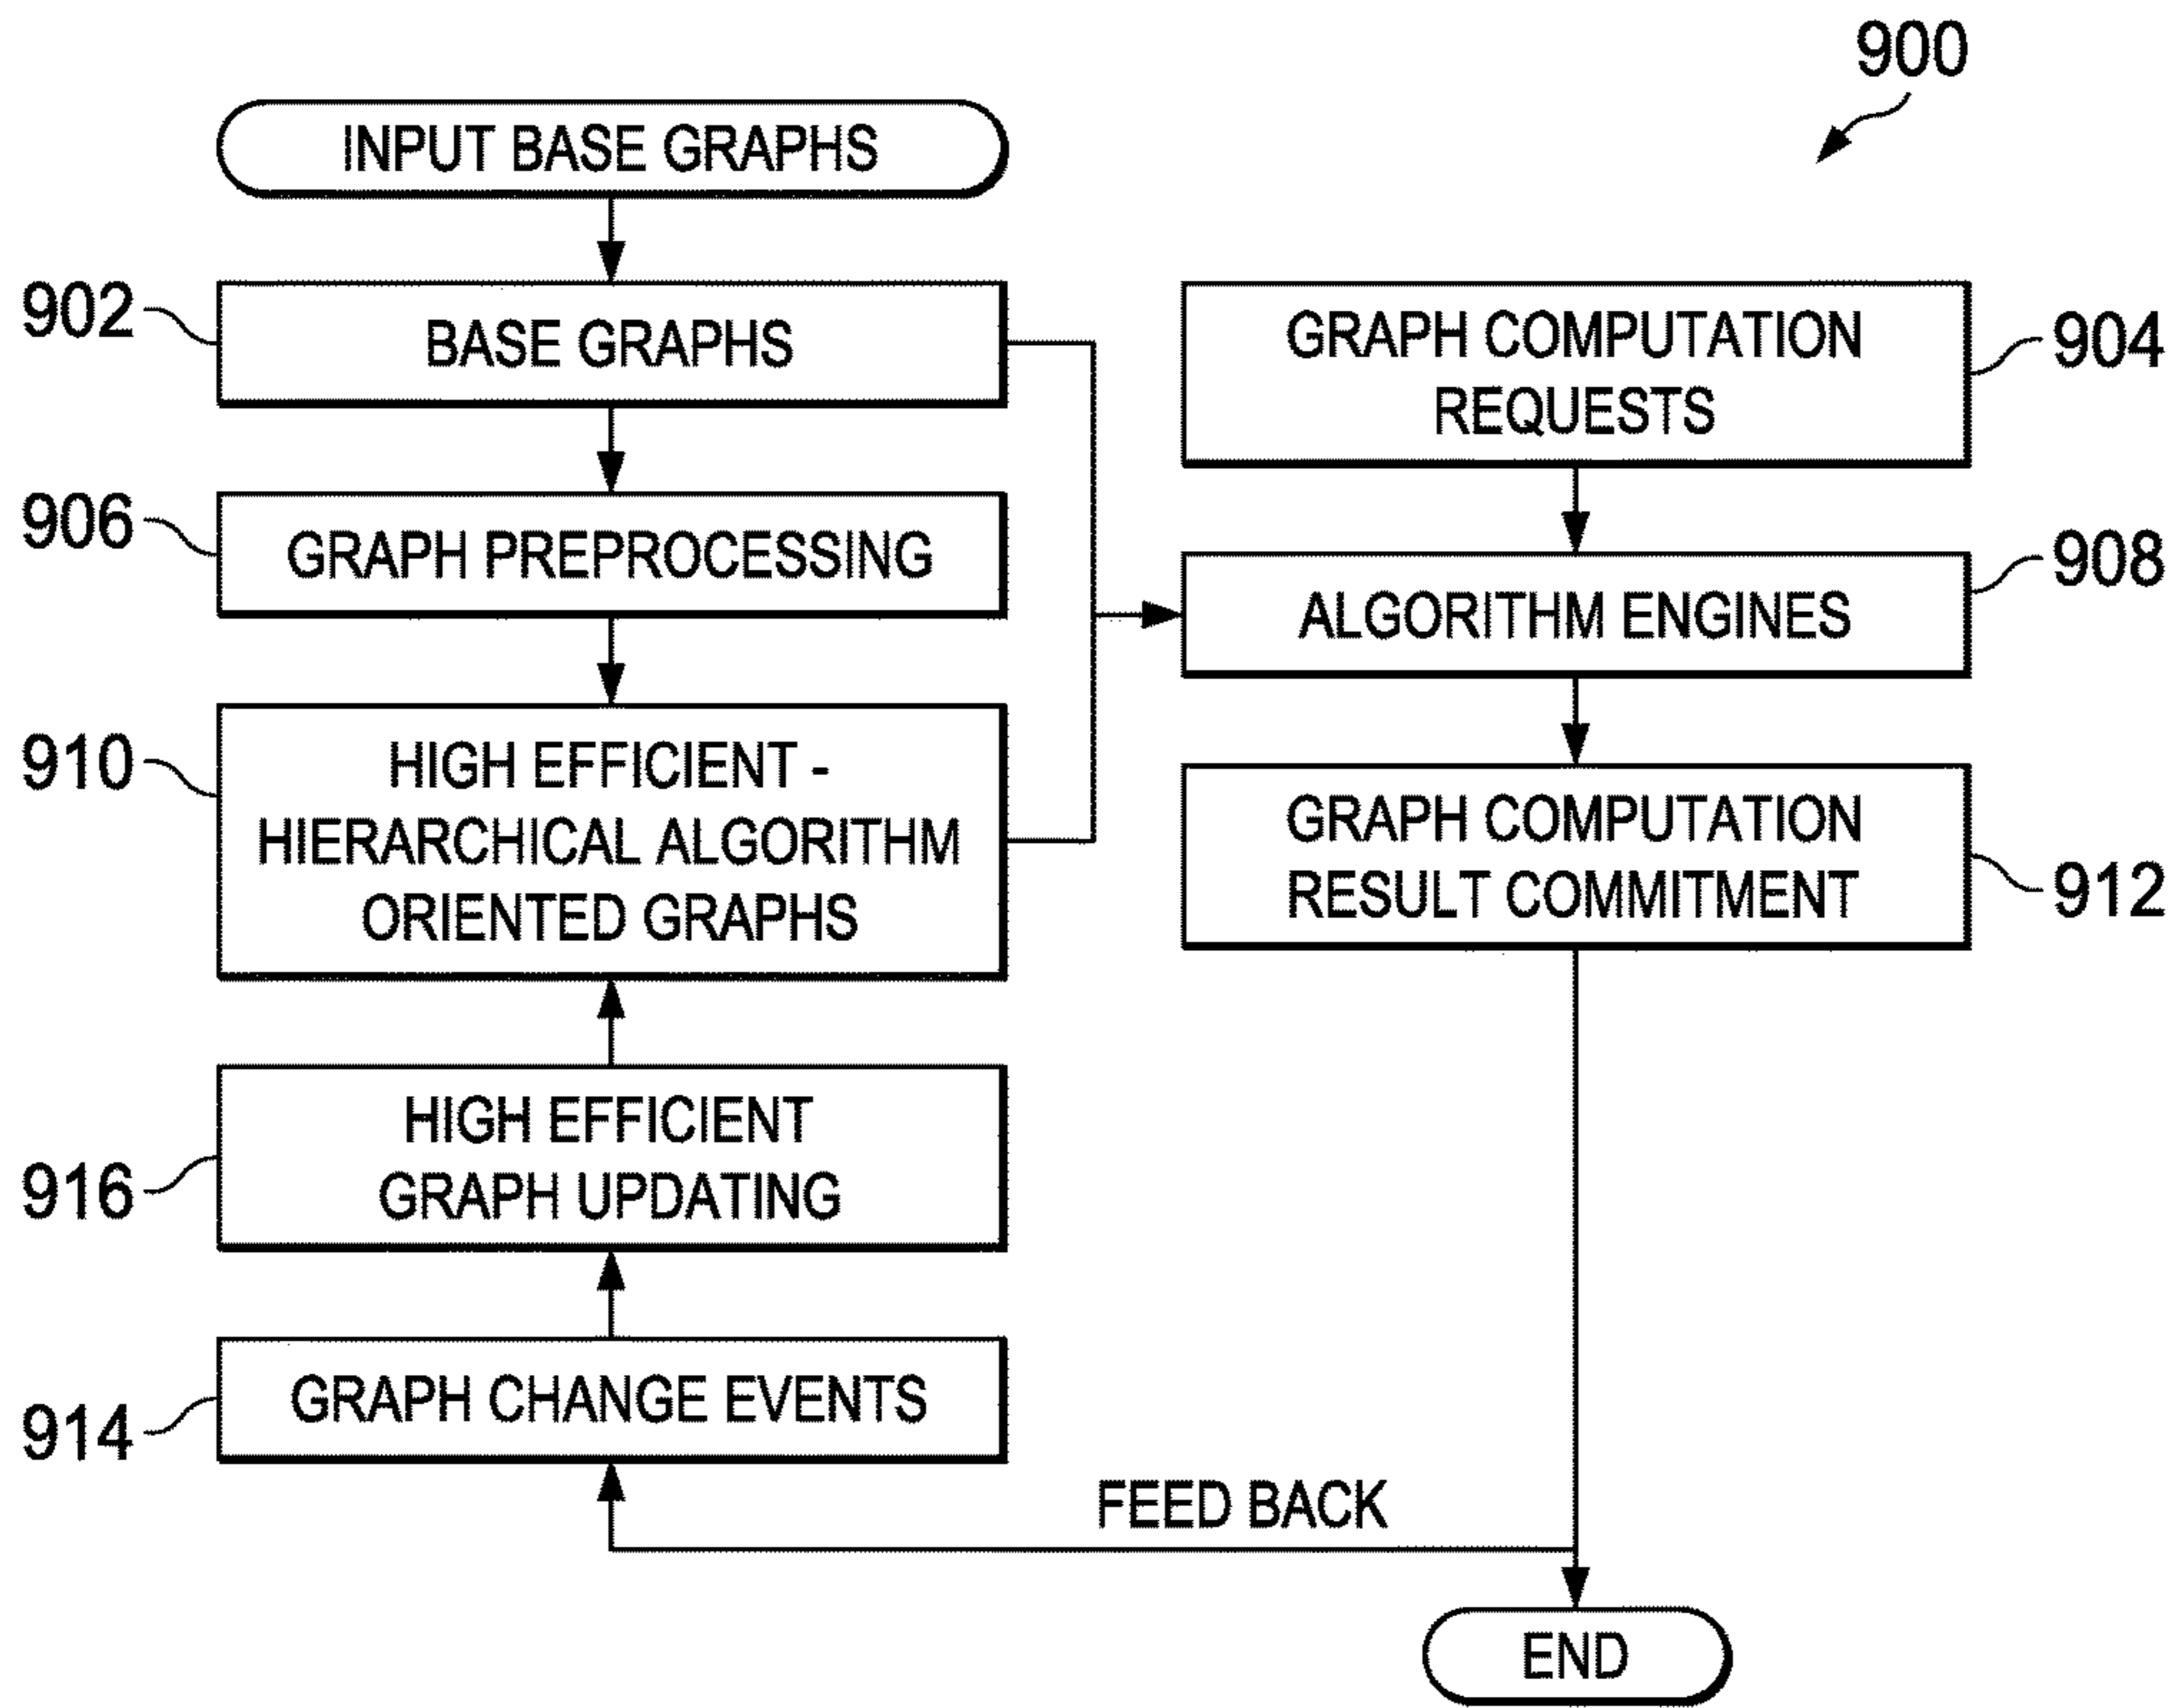 900
INPUT BASE GRAPHS
902
BASE GRAPHS
GRAPH COMPUTATION
REQUESTS
904
906
GRAPH PREPROCESSING
ALGORITHM ENGINES
908
910
HIGH EFFICIENT -
HIERARCHICAL ALGORITHM
ORIENTED GRAPHS
GRAPH COMPUTATION
RESULT COMMITMENT
912
916
HIGH EFFICIENT
GRAPH UPDATING
914
GRAPH CHANGE EVENTS
FEED BACK
END